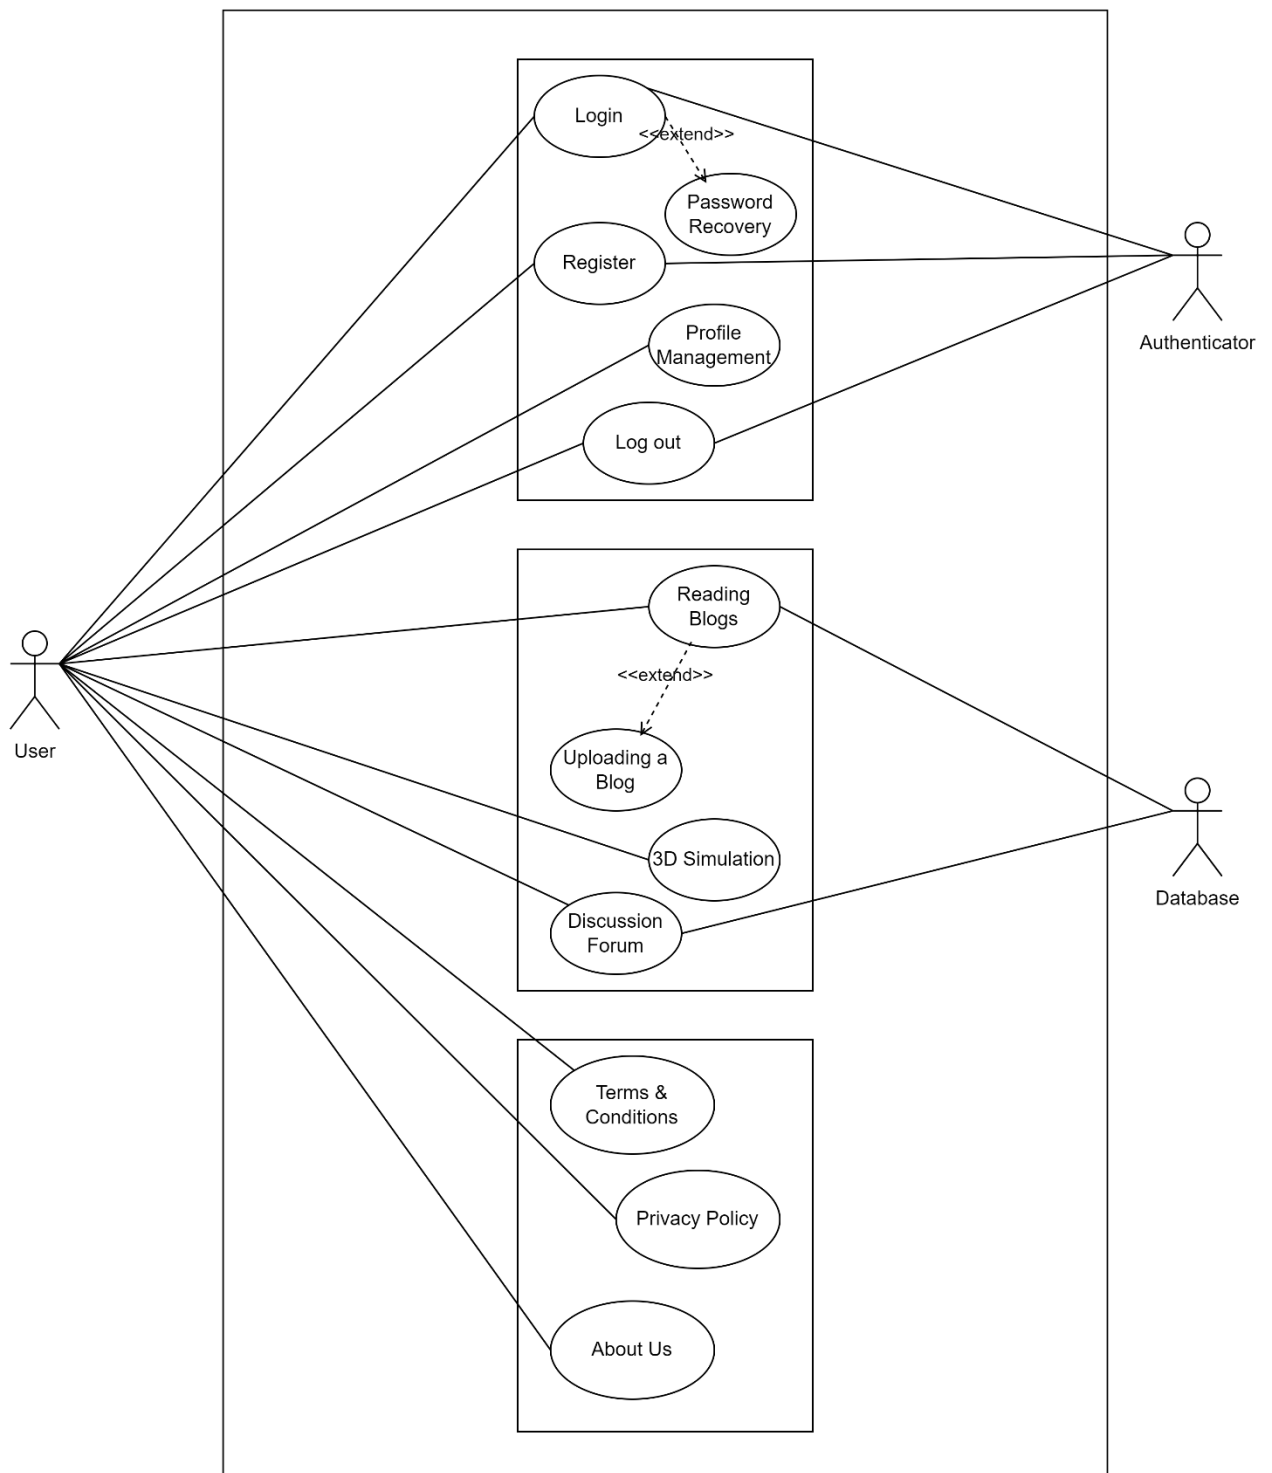 Login
<<extend>>
Password
Recovery
Register
Profile
Management
Log out
Authenticator
Reading
Blogs
<<extend>>
User
Uploading a
Blog
3D Simulation
Database
Discussion
Forum
Terms &
Conditions
Privacy Policy
About Us